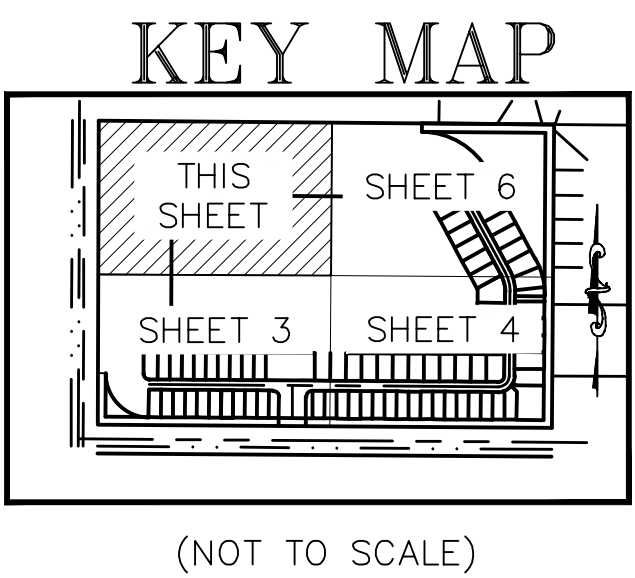 KEY MAP
THIS
SHEET
SHEET 6
SHEET 3
SHEET 4
(NOT TO SCALE)